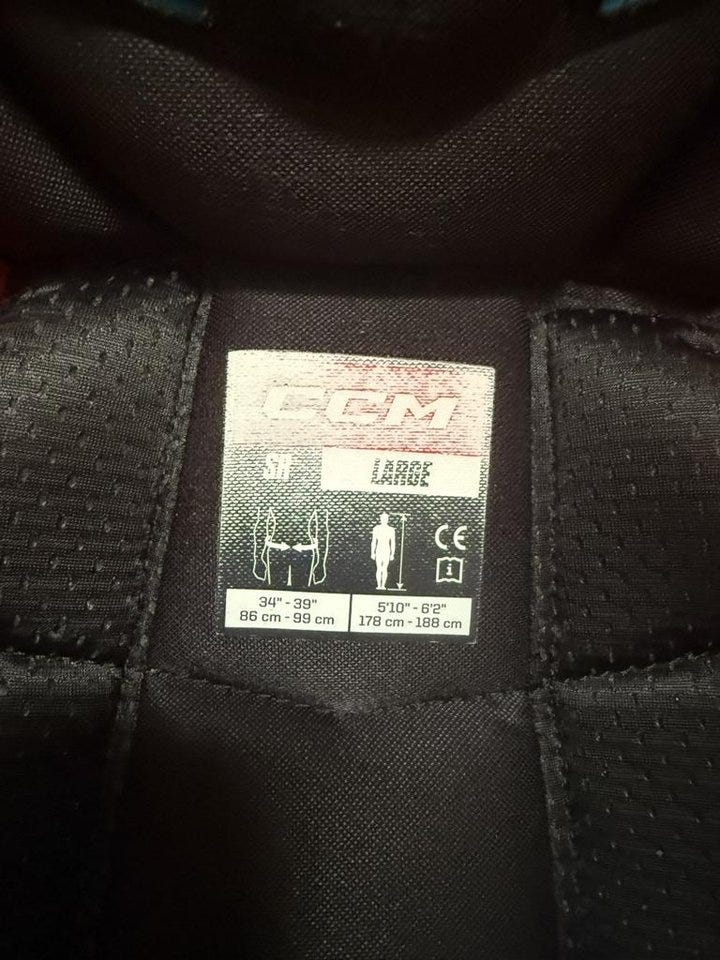 CCM
SR LARGE
CE
i
34" - 39" 5'10" - 6'2"
86 cm - 99 cm 178 cm - 188 cm